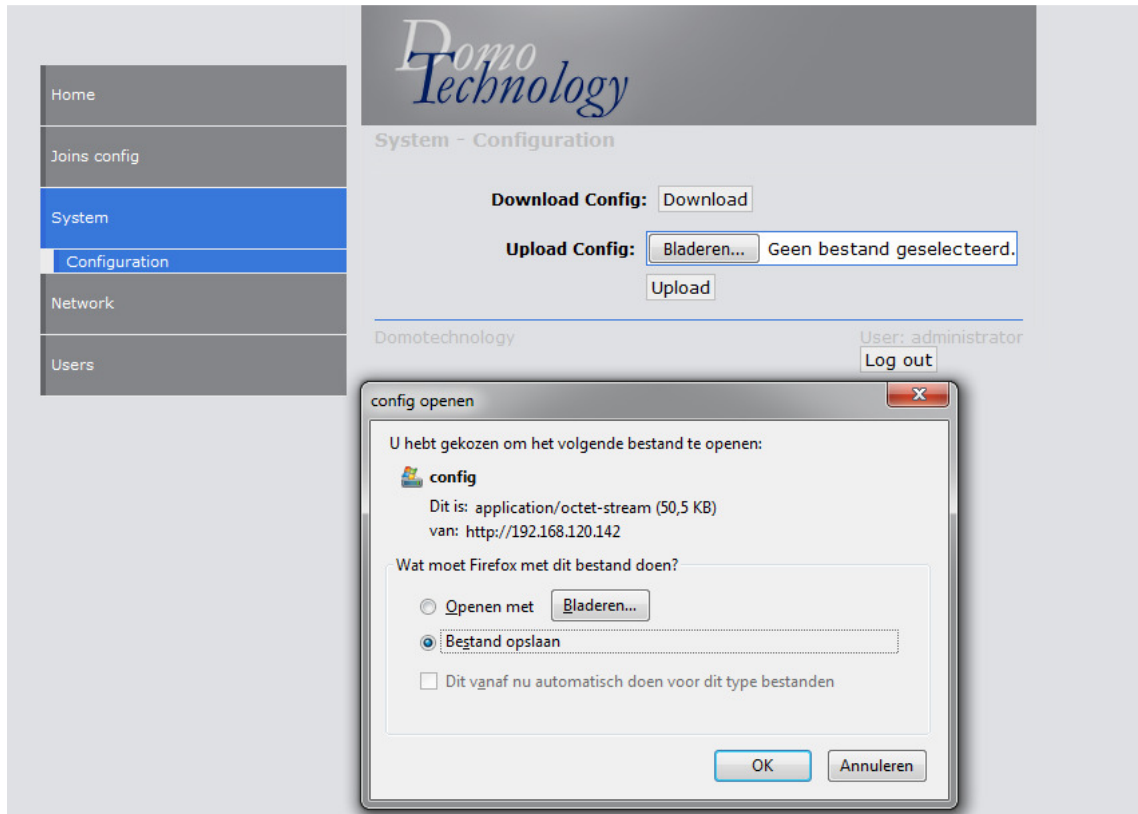 Domo
Technology
Home
Joins config
System
Configuration
Network
Users
System - Configuration
Download Config: Download
Upload Config: Bladeren... Geen bestand geselecteerd.
Upload
Domotechnology User: administrator
Log out
config openen
U hebt gekozen om het volgende bestand te openen:
config
Dit is: application/octet-stream (50,5 KB)
van: http://192.168.120.142
Wat moet Firefox met dit bestand doen?
Openen met Bladeren...
Bestand opslaan
Dit vanaf nu automatisch doen voor dit type bestanden
OK Annuleren